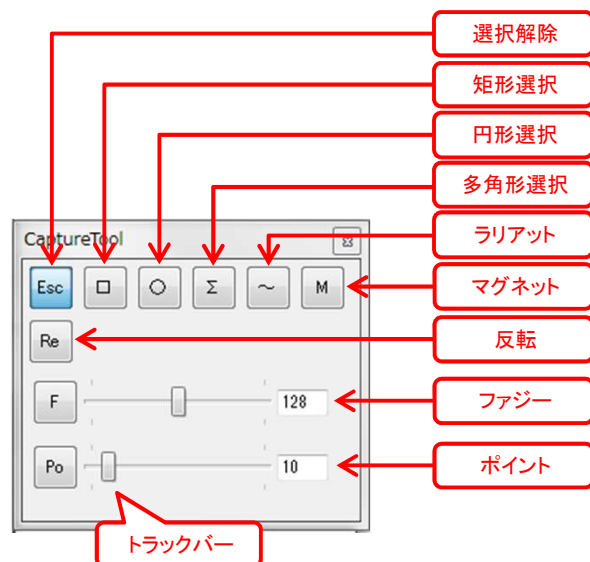 選択解除
矩形選択
円形選択
多角形選択
ラリアット
マグネット
反転
ファジー
ポイント
CaptureTool
Esc □ ○ Σ ～ M
Re
F 128
Po 10
トラックバー